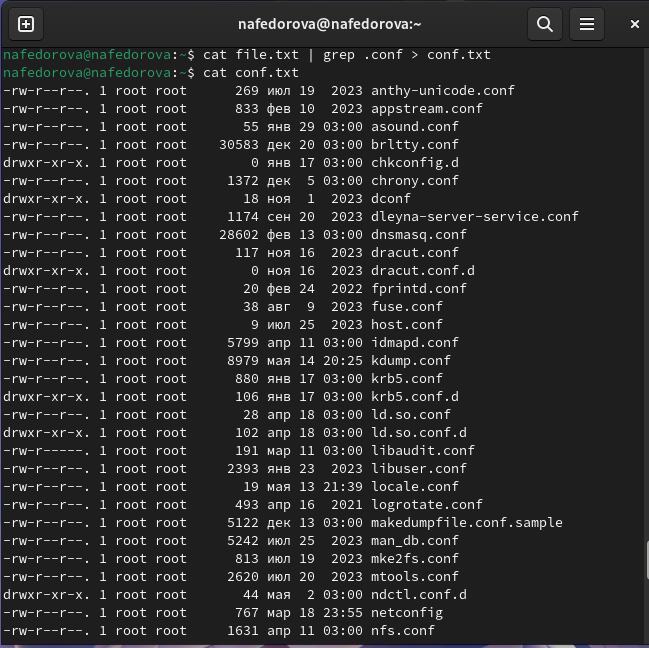 nafedorova@nafedorova:~
nafedorova@nafedorova:~$ cat file.txt | grep .conf > conf.txt
nafedorova@nafedorova:~$ cat conf.txt
-rw-r--r--. 1 root root      269 июл 19  2023 anthy-unicode.conf
-rw-r--r--. 1 root root      833 фев 10  2023 appstream.conf
-rw-r--r--. 1 root root       55 янв 29 03:00 asound.conf
-rw-r--r--. 1 root root    30583 дек 20 03:00 brltty.conf
drwxr-xr-x. 1 root root        0 янв 17 03:00 chkconfig.d
-rw-r--r--. 1 root root     1372 дек  5 03:00 chrony.conf
drwxr-xr-x. 1 root root       18 ноя  1  2023 dconf
-rw-r--r--. 1 root root     1174 сен 20  2023 dleyna-server-service.conf
-rw-r--r--. 1 root root    28602 фев 13 03:00 dnsmasq.conf
-rw-r--r--. 1 root root      117 ноя 16  2023 dracut.conf
drwxr-xr-x. 1 root root        0 ноя 16  2023 dracut.conf.d
-rw-r--r--. 1 root root       20 фев 24  2022 fprintd.conf
-rw-r--r--. 1 root root       38 авг  9  2023 fuse.conf
-rw-r--r--. 1 root root        9 июл 25  2023 host.conf
-rw-r--r--. 1 root root     5799 апр 11 03:00 idmapd.conf
-rw-r--r--. 1 root root     8979 мая 14 20:25 kdump.conf
-rw-r--r--. 1 root root      880 янв 17 03:00 krb5.conf
drwxr-xr-x. 1 root root      106 янв 17 03:00 krb5.conf.d
-rw-r--r--. 1 root root       28 апр 18 03:00 ld.so.conf
drwxr-xr-x. 1 root root      102 апр 18 03:00 ld.so.conf.d
-rw-r-----. 1 root root      191 мар 11 03:00 libaudit.conf
-rw-r--r--. 1 root root     2393 янв 23  2023 libuser.conf
-rw-r--r--. 1 root root       19 мая 13 21:39 locale.conf
-rw-r--r--. 1 root root      493 апр 16  2021 logrotate.conf
-rw-r--r--. 1 root root     5122 дек 13 03:00 makedumpfile.conf.sample
-rw-r--r--. 1 root root     5242 июл 25  2023 man_db.conf
-rw-r--r--. 1 root root      813 июл 19  2023 mke2fs.conf
-rw-r--r--. 1 root root     2620 июл 20  2023 mtools.conf
drwxr-xr-x. 1 root root       44 мая  2 03:00 ndctl.conf.d
-rw-r--r--. 1 root root      767 мар 18 23:55 netconfig
-rw-r--r--. 1 root root     1631 апр 11 03:00 nfs.conf